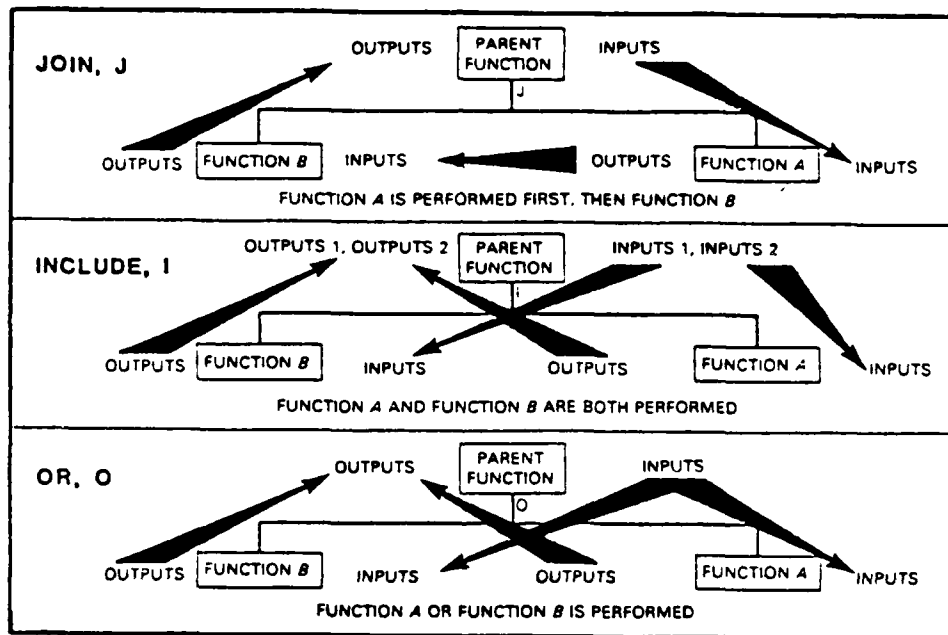 JOIN, J
OUTPUTS
PARENT
FUNCTION
INPUTS
J
OUTPUTS
FUNCTION B
INPUTS
OUTPUTS
FUNCTION A
INPUTS
FUNCTION A IS PERFORMED FIRST, THEN FUNCTION B
INCLUDE, I
OUTPUTS 1, OUTPUTS 2
PARENT
FUNCTION
INPUTS 1, INPUTS 2
I
OUTPUTS
FUNCTION B
INPUTS
OUTPUTS
FUNCTION A
INPUTS
FUNCTION A AND FUNCTION B ARE BOTH PERFORMED
OR, O
OUTPUTS
PARENT
FUNCTION
INPUTS
O
OUTPUTS
FUNCTION B
INPUTS
OUTPUTS
FUNCTION A
INPUTS
FUNCTION A OR FUNCTION B IS PERFORMED